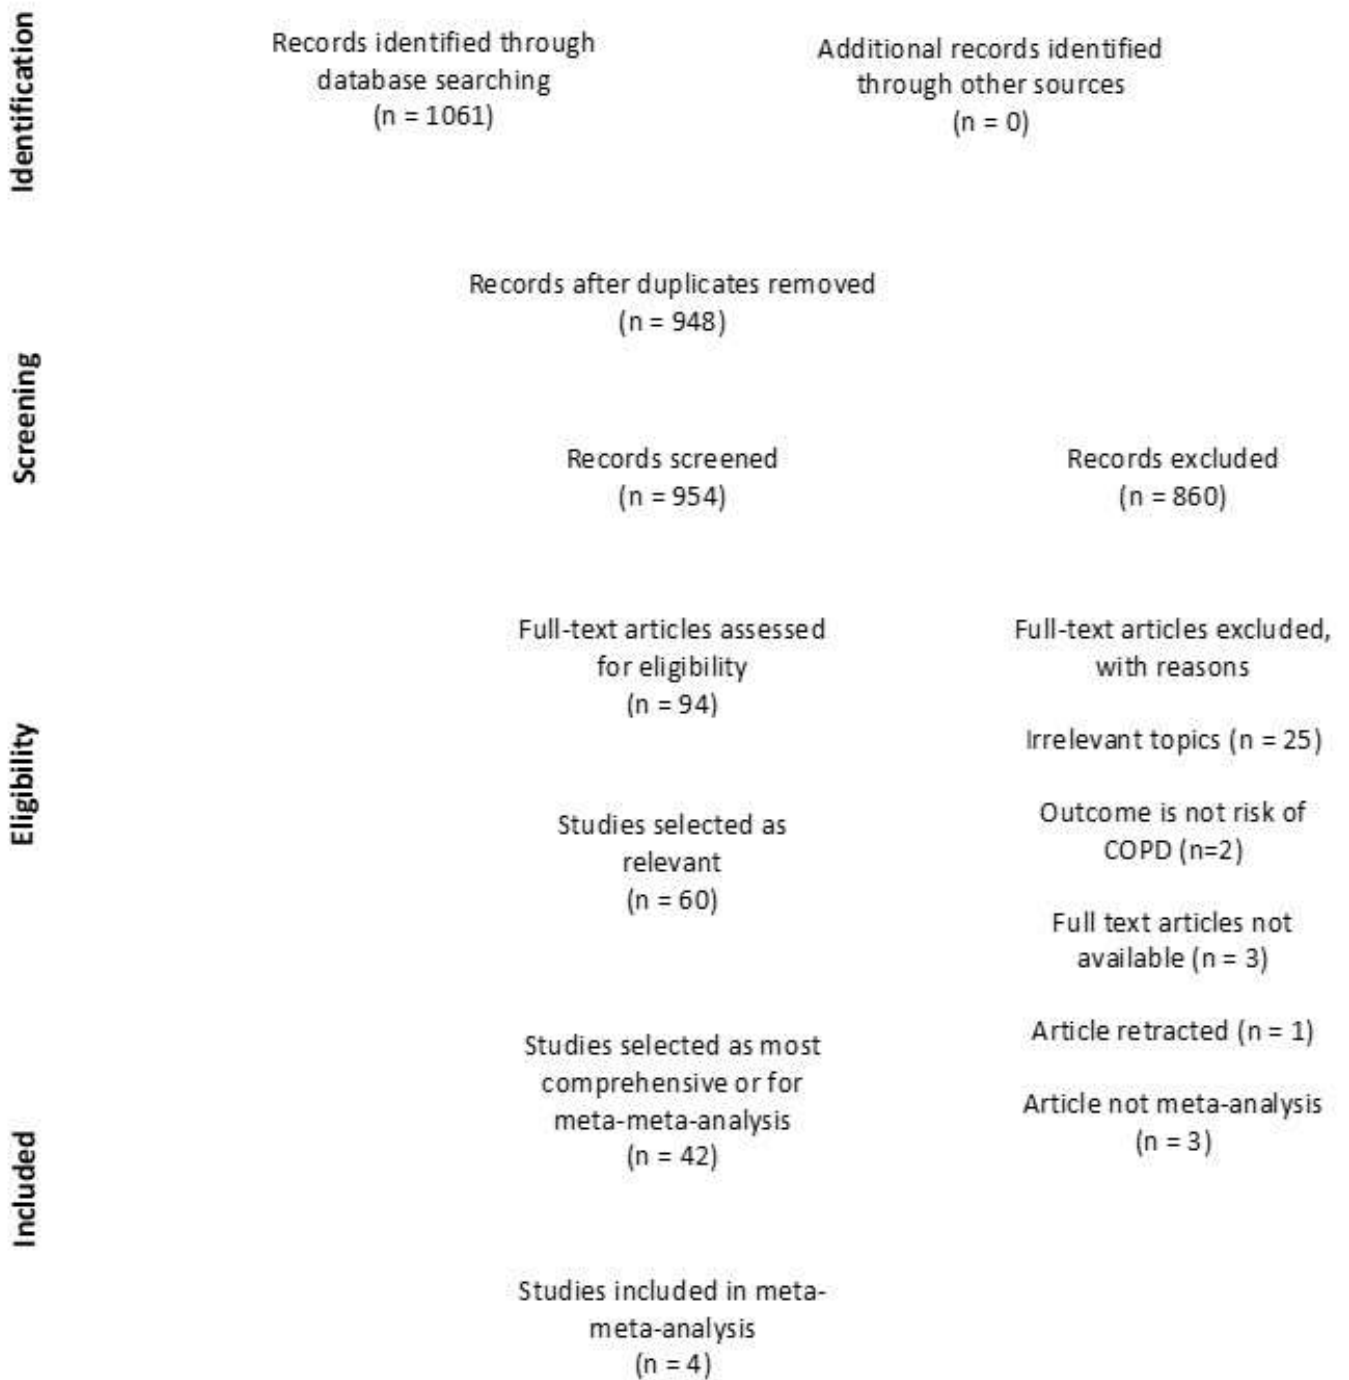 Identification
Records identified through
database searching
(n = 1061)
Additional records identified
through other sources
(n = 0)
Records after duplicates removed
(n = 948)
Screening
Records screened
(n = 954)
Records excluded
(n = 860)
Eligibility
Full-text articles assessed
for eligibility
(n = 94)
Full-text articles excluded,
with reasons
Irrelevant topics (n = 25)
Outcome is not risk of
COPD (n=2)
Full text articles not
available (n = 3)
Article retracted (n = 1)
Article not meta-analysis
(n = 3)
Studies selected as
relevant
(n = 60)
Included
Studies selected as most
comprehensive or for
meta-meta-analysis
(n = 42)
Studies included in meta-
meta-analysis
(n = 4)